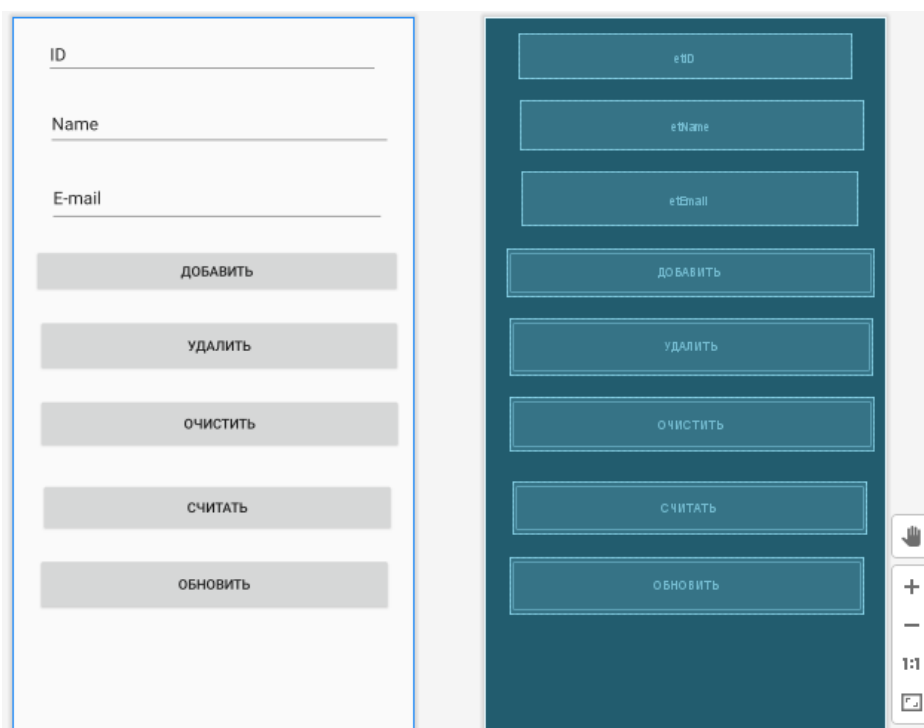 ID
Name
E-mail
ДОБАВИТЬ
УДАЛИТЬ
ОЧИСТИТЬ
СЧИТАТЬ
ОБНОВИТЬ
etID
etName
etEmail
ДОБАВИТЬ
УДАЛИТЬ
ОЧИСТИТЬ
СЧИТАТЬ
ОБНОВИТЬ
1:1